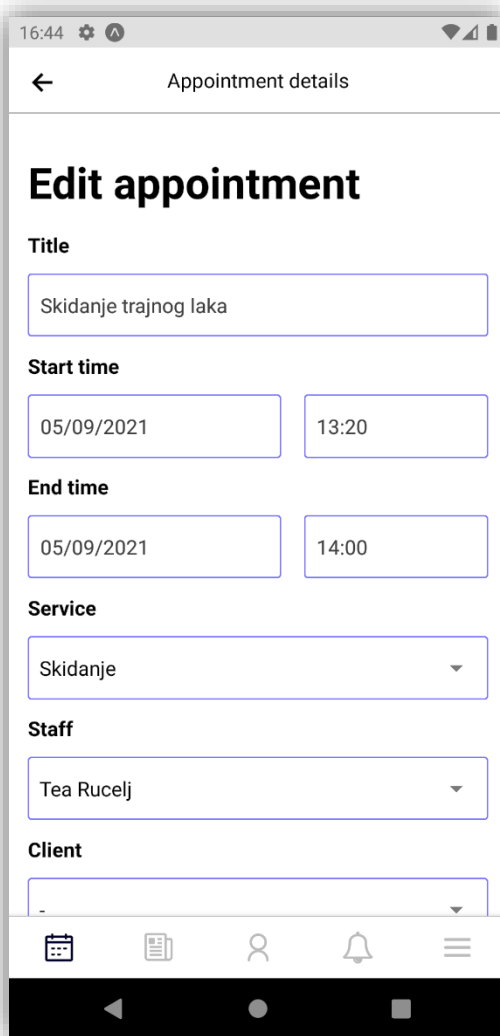 16:44
Appointment details
Edit appointment
Title
Skidanje trajnog laka
Start time
05/09/2021 13:20
End time
05/09/2021 14:00
Service
Skidanje
Staff
Tea Rucelj
Client
-